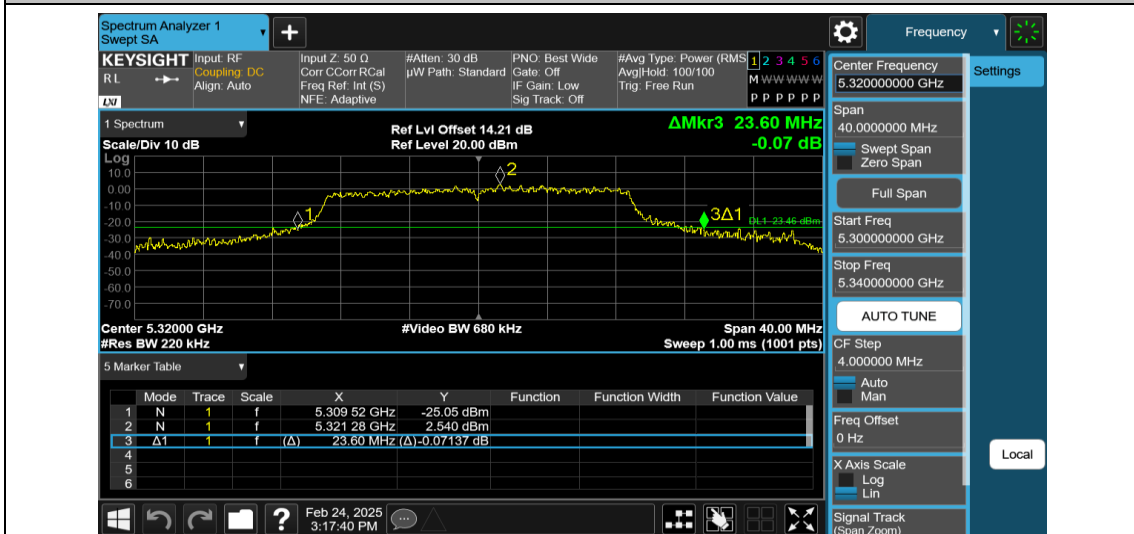 Spectrum Analyzer 1
Swept SA
+
Frequency
KEYSIGHT
RL
LXI
Input: RF
Coupling: DC
Align: Auto
Input Z: 50 Ω
Corr CCorr RCal
Freq Ref: Int (S)
NFE: Adaptive
#Atten: 30 dB
µW Path: Standard
PNO: Best Wide
Gate: Off
IF Gain: Low
Sig Track: Off
#Avg Type: Power (RMS
Avg|Hold: 100/100
Trig: Free Run
1 2 3 4 5 6
M W W W W W
P P P P P P
1 Spectrum
Scale/Div 10 dB
Ref Lvl Offset 14.21 dB
Ref Level 20.00 dBm
ΔMkr3 23.60 MHz
-0.07 dB
Log
10.0
0.00
-10.0
-20.0
-30.0
-40.0
-50.0
-60.0
-70.0
1
2
3Δ1
DL1 -23.46 dBm
Center 5.32000 GHz
#Video BW 680 kHz
Span 40.00 MHz
#Res BW 220 kHz
Sweep 1.00 ms (1001 pts)
5 Marker Table
Mode Trace Scale X Y Function Function Width Function Value
1 N 1 f 5.309 52 GHz -25.05 dBm
2 N 1 f 5.321 28 GHz 2.540 dBm
3 Δ1 1 f (Δ) 23.60 MHz (Δ) -0.07137 dB
4
5
6
Feb 24, 2025
3:17:40 PM
?
Center Frequency
5.320000000 GHz
Settings
Span
40.0000000 MHz
Swept Span
Zero Span
Full Span
Start Freq
5.300000000 GHz
Stop Freq
5.340000000 GHz
AUTO TUNE
CF Step
4.000000 MHz
Auto
Man
Freq Offset
0 Hz
Local
X Axis Scale
Log
Lin
Signal Track
(Span Zoom)